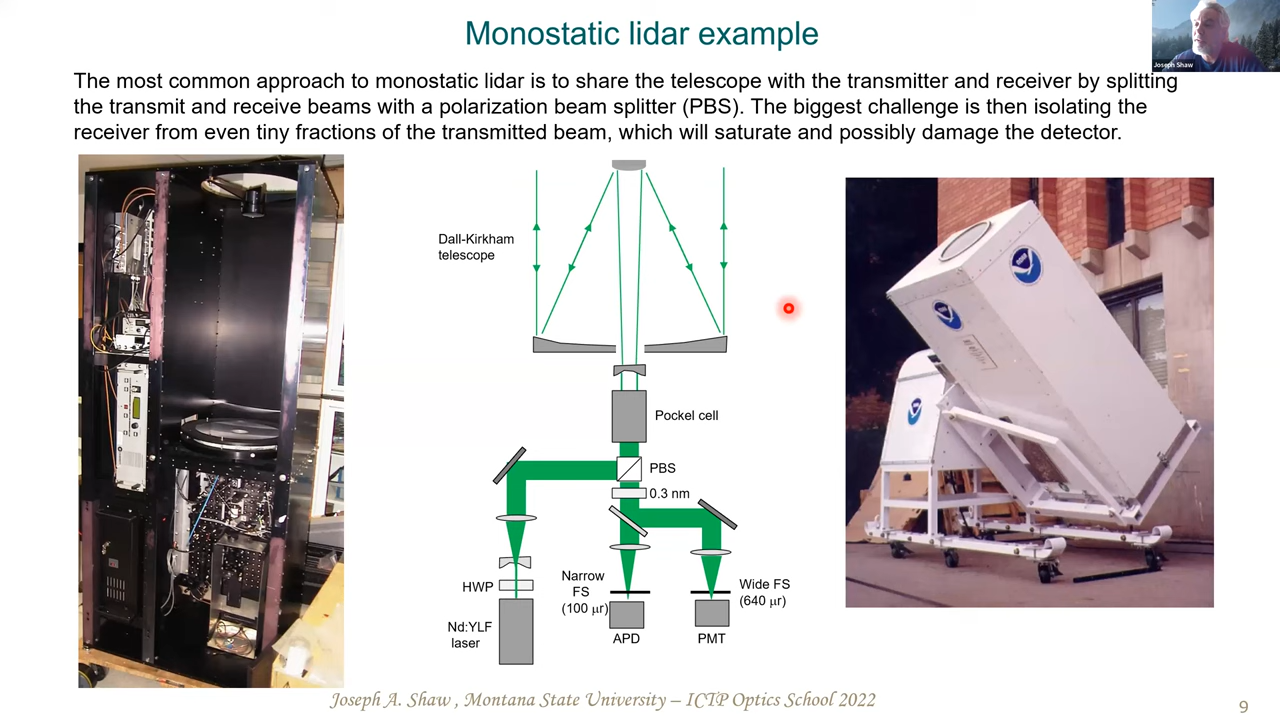 Monostatic lidar example
Joseph Shaw
The most common approach to monostatic lidar is to share the telescope with the transmitter and receiver by splitting
the transmit and receive beams with a polarization beam splitter (PBS). The biggest challenge is then isolating the
receiver from even tiny fractions of the transmitted beam, which will saturate and possibly damage the detector.
Dall-Kirkham
telescope
Pockel cell
PBS
0.3 nm
HWP
Narrow
FS
(100 μr)
Wide FS
(640 μr)
Nd:YLF
laser
APD
PMT
Joseph A. Shaw , Montana State University – ICTP Optics School 2022
9